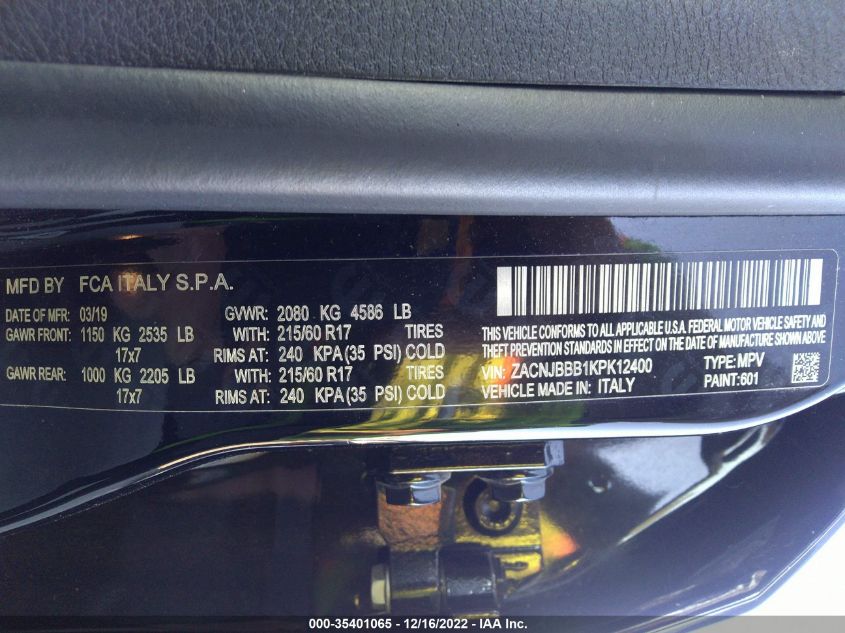 MFD BY FCA ITALY S.P.A.
DATE OF MFR: 03/19 GVWR: 2080 KG 4586 LB
GAWR FRONT: 1150 KG 2535 LB WITH: 215/60 R17 TIRES
17x7 RIMS AT: 240 KPA(35 PSI) COLD
GAWR REAR: 1000 KG 2205 LB WITH: 215/60 R17 TIRES
17x7 RIMS AT: 240 KPA(35 PSI) COLD
THIS VEHICLE CONFORMS TO ALL APPLICABLE U.S.A. FEDERAL MOTOR VEHICLE SAFETY AND
THEFT PREVENTION STANDARDS IN EFFECT ON THE DATE OF MANUFACTURE SHOWN ABOVE
VIN: ZACNJBBB1KPK12400 TYPE: MPV
VEHICLE MADE IN: ITALY PAINT: 601
000-35401065 - 12/16/2022 - IAA Inc.